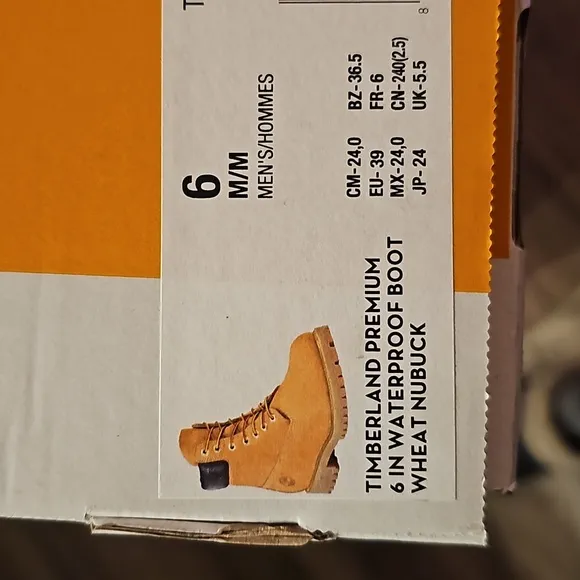 T
8
6
M/M
MEN'S/HOMMES
CM-24,0 BZ-36.5
EU-39 FR-6
MX-24,0 CN-240(2.5)
JP-24 UK-5.5
TIMBERLAND PREMIUM
6 IN WATERPROOF BOOT
WHEAT NUBUCK